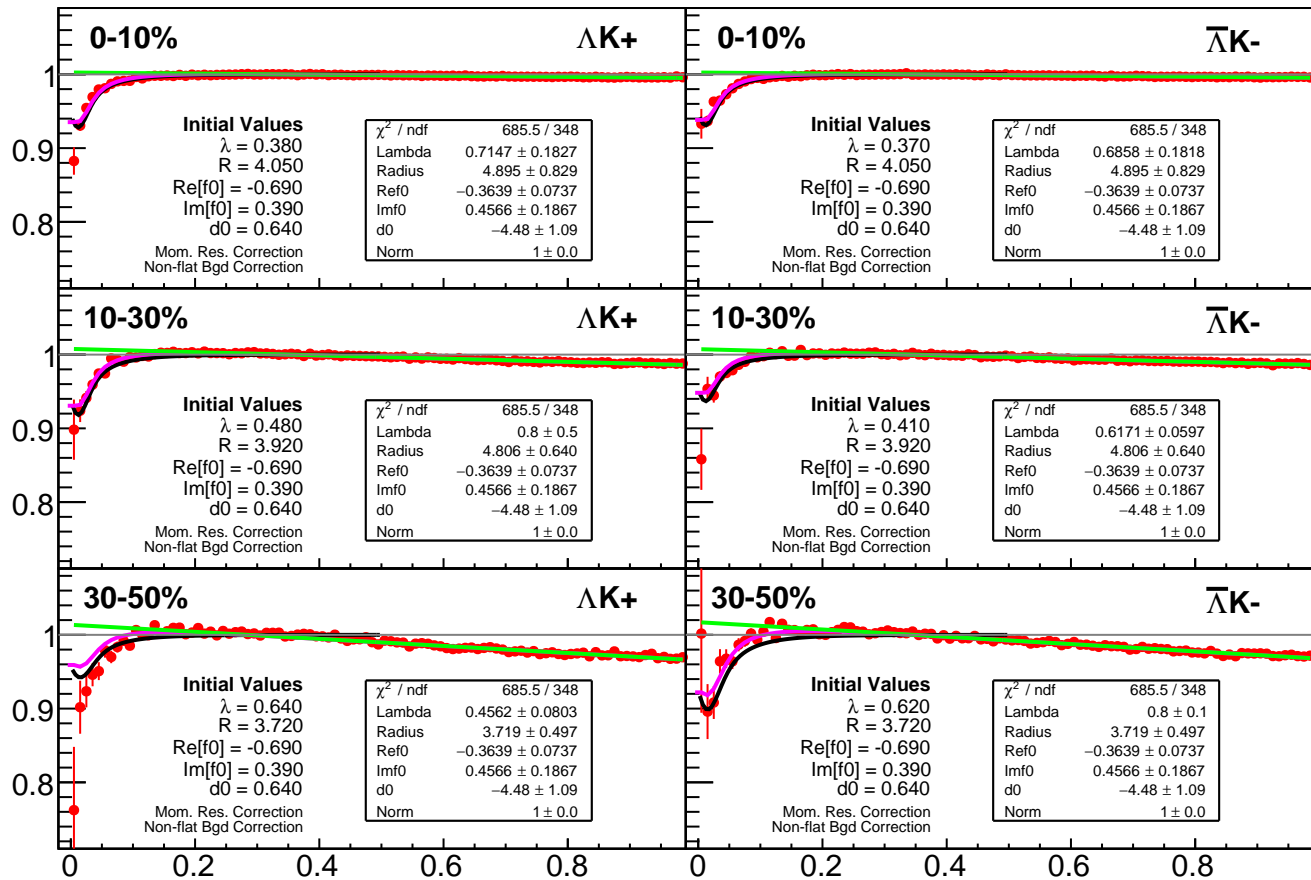 0-10%
ΛK+
1
0.9
0.8
Initial Values
λ = 0.380
R = 4.050
Re[f0] = -0.690
Im[f0] = 0.390
d0 = 0.640
Mom. Res. Correction
Non-flat Bgd Correction
χ² / ndf 685.5 / 348
Lambda 0.7147 ± 0.1827
Radius 4.895 ± 0.829
Ref0 −0.3639 ± 0.0737
Imf0 0.4566 ± 0.1867
d0 −4.48 ± 1.09
Norm 1 ± 0.0
0-10%
Λ̅K-
Initial Values
λ = 0.370
R = 4.050
Re[f0] = -0.690
Im[f0] = 0.390
d0 = 0.640
Mom. Res. Correction
Non-flat Bgd Correction
χ² / ndf 685.5 / 348
Lambda 0.6858 ± 0.1818
Radius 4.895 ± 0.829
Ref0 −0.3639 ± 0.0737
Imf0 0.4566 ± 0.1867
d0 −4.48 ± 1.09
Norm 1 ± 0.0
10-30%
ΛK+
1
0.9
0.8
Initial Values
λ = 0.480
R = 3.920
Re[f0] = -0.690
Im[f0] = 0.390
d0 = 0.640
Mom. Res. Correction
Non-flat Bgd Correction
χ² / ndf 685.5 / 348
Lambda 0.8 ± 0.5
Radius 4.806 ± 0.640
Ref0 −0.3639 ± 0.0737
Imf0 0.4566 ± 0.1867
d0 −4.48 ± 1.09
Norm 1 ± 0.0
10-30%
Λ̅K-
Initial Values
λ = 0.410
R = 3.920
Re[f0] = -0.690
Im[f0] = 0.390
d0 = 0.640
Mom. Res. Correction
Non-flat Bgd Correction
χ² / ndf 685.5 / 348
Lambda 0.6171 ± 0.0597
Radius 4.806 ± 0.640
Ref0 −0.3639 ± 0.0737
Imf0 0.4566 ± 0.1867
d0 −4.48 ± 1.09
Norm 1 ± 0.0
30-50%
ΛK+
1
0.9
0.8
Initial Values
λ = 0.640
R = 3.720
Re[f0] = -0.690
Im[f0] = 0.390
d0 = 0.640
Mom. Res. Correction
Non-flat Bgd Correction
χ² / ndf 685.5 / 348
Lambda 0.4562 ± 0.0803
Radius 3.719 ± 0.497
Ref0 −0.3639 ± 0.0737
Imf0 0.4566 ± 0.1867
d0 −4.48 ± 1.09
Norm 1 ± 0.0
30-50%
Λ̅K-
Initial Values
λ = 0.620
R = 3.720
Re[f0] = -0.690
Im[f0] = 0.390
d0 = 0.640
Mom. Res. Correction
Non-flat Bgd Correction
χ² / ndf 685.5 / 348
Lambda 0.8 ± 0.1
Radius 3.719 ± 0.497
Ref0 −0.3639 ± 0.0737
Imf0 0.4566 ± 0.1867
d0 −4.48 ± 1.09
Norm 1 ± 0.0
0 0.2 0.4 0.6 0.8
0 0.2 0.4 0.6 0.8